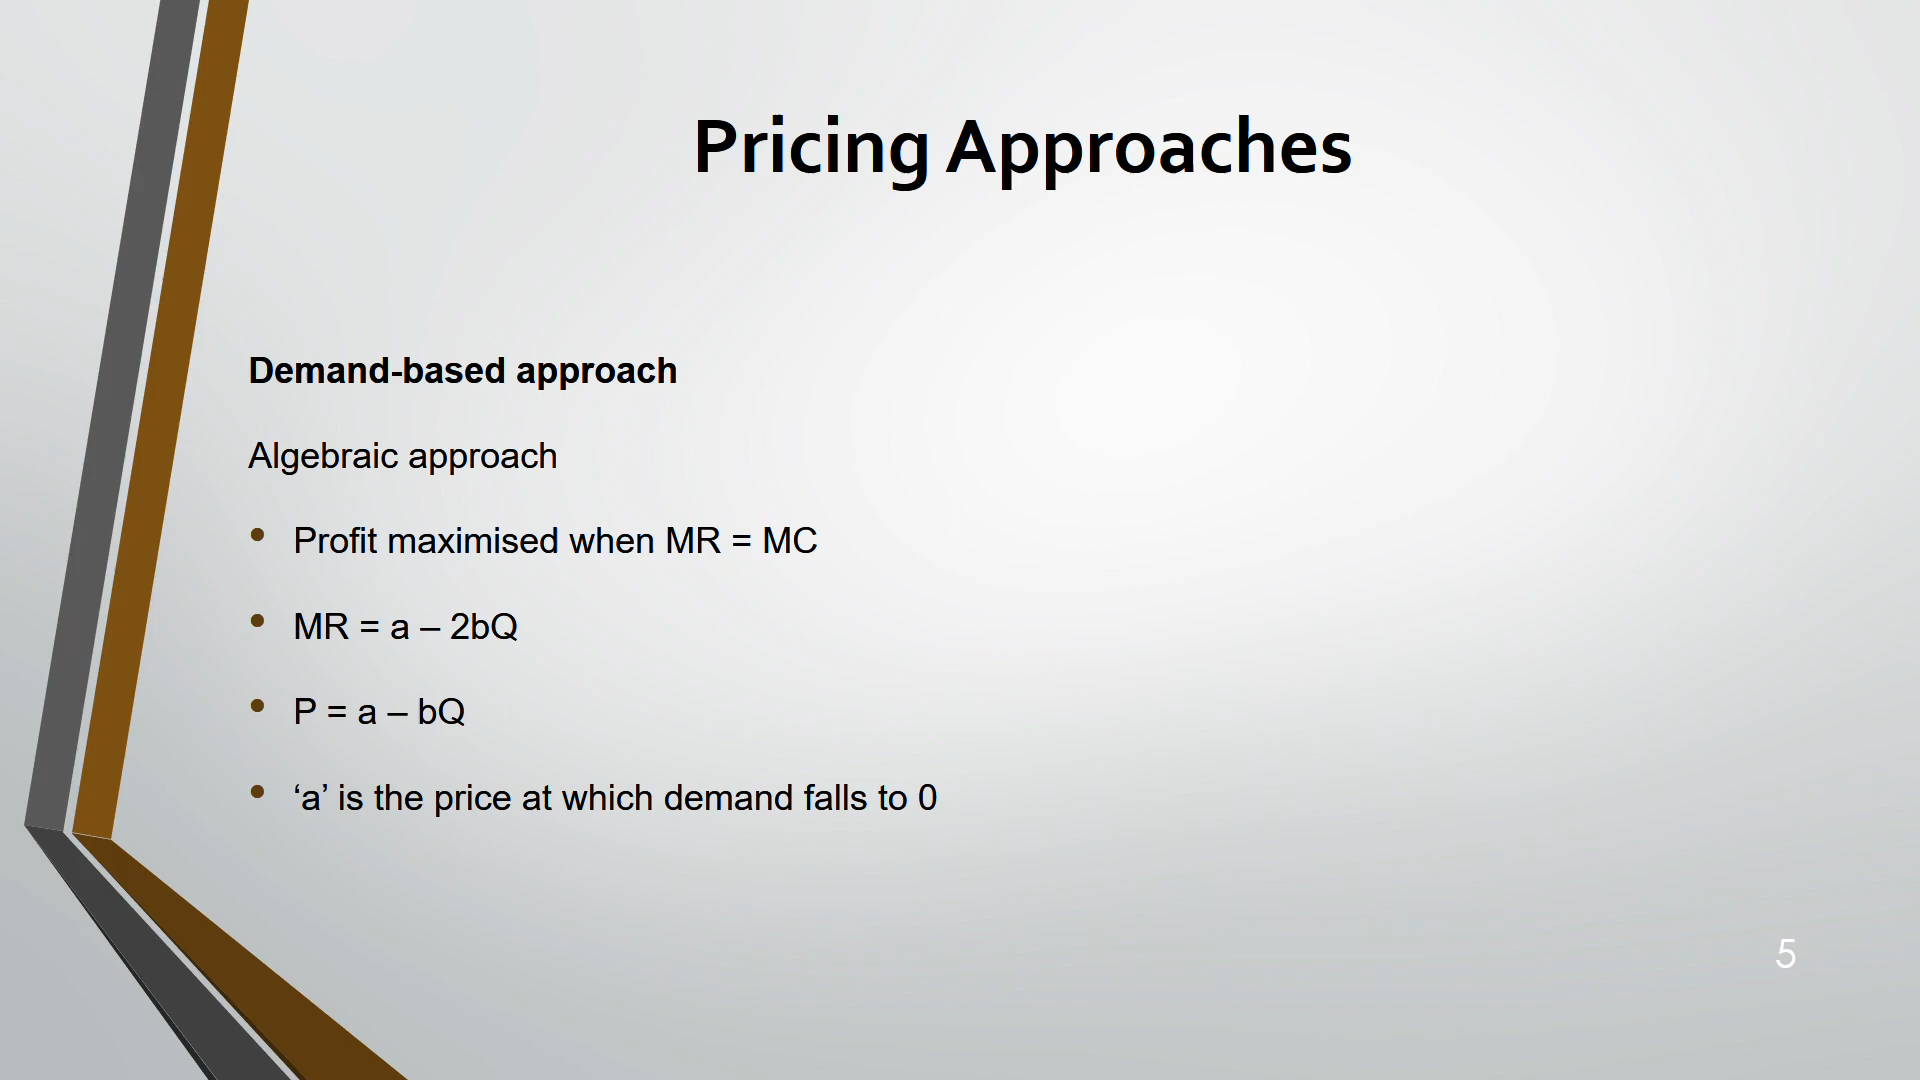 Pricing Approaches
Demand-based approach
Algebraic approach
• Profit maximised when MR = MC
• MR = a – 2bQ
• P = a – bQ
• ‘a’ is the price at which demand falls to 0
5